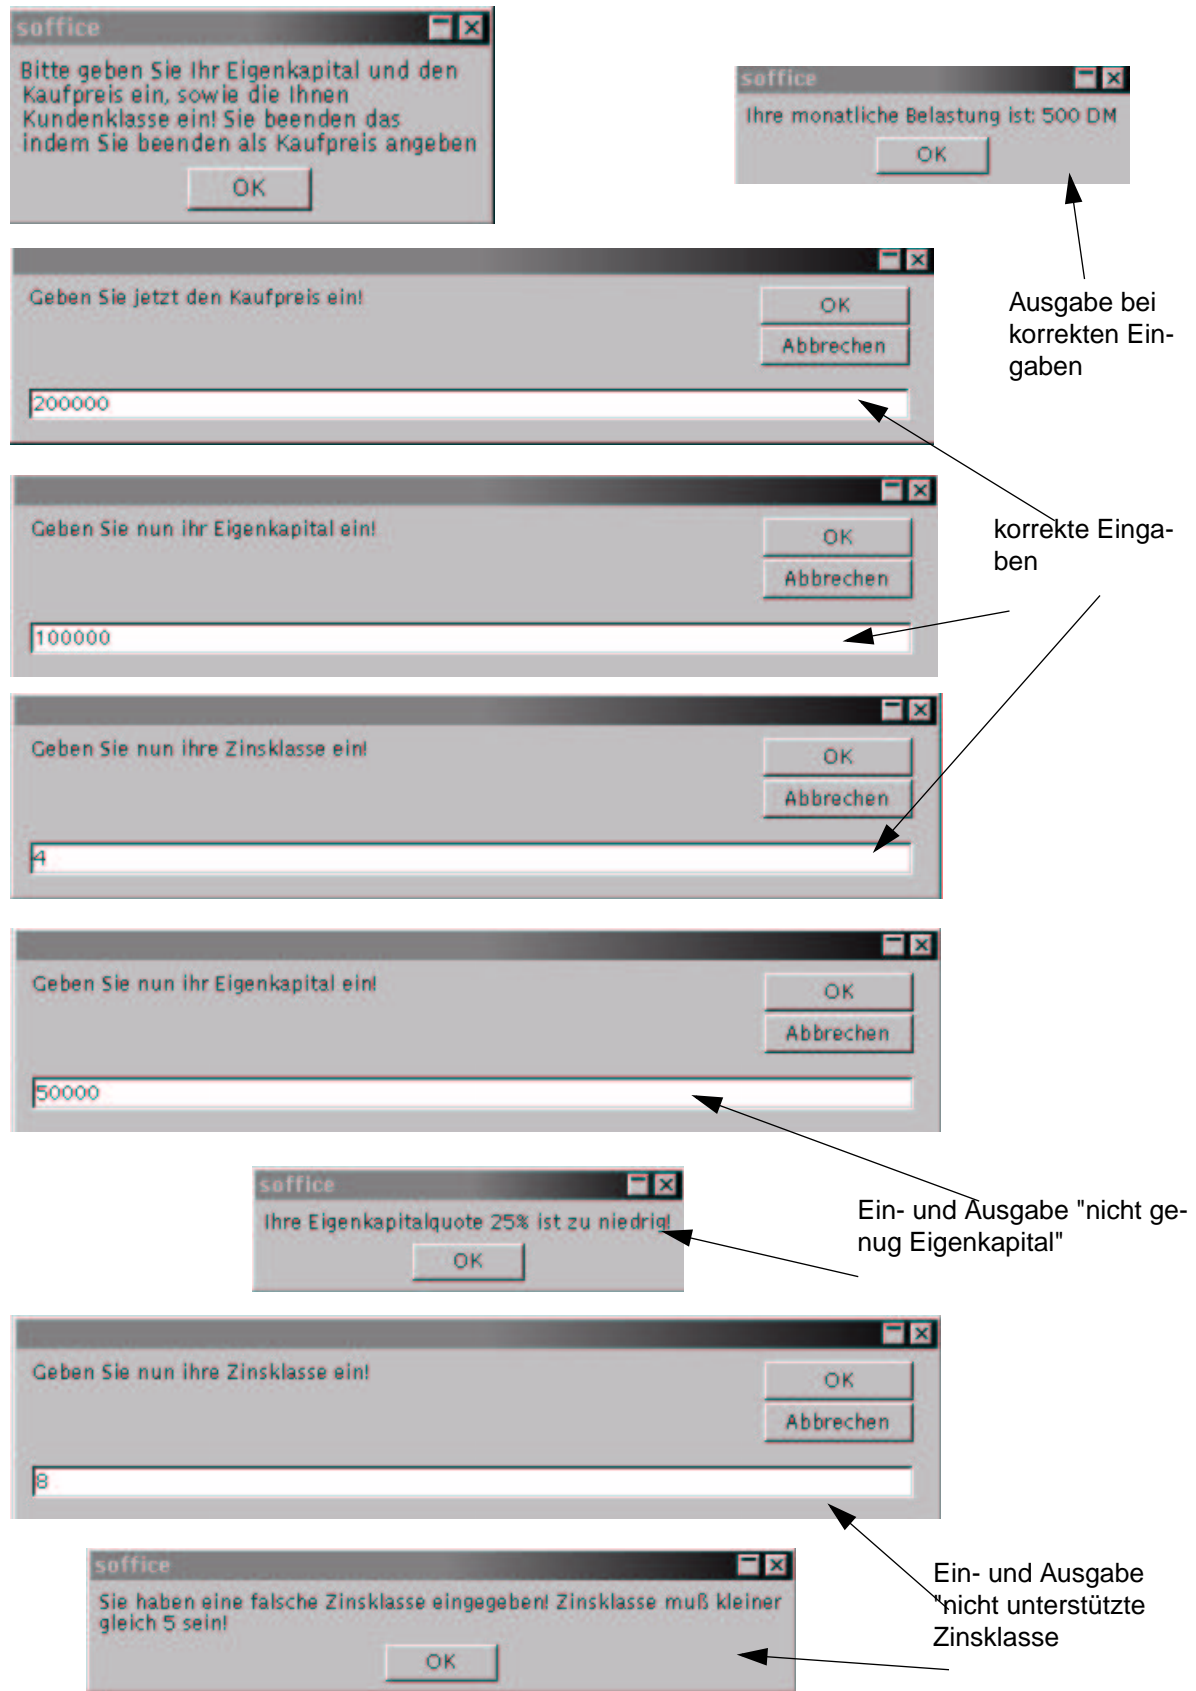 soffice
Bitte geben Sie Ihr Eigenkapital und den
Kaufpreis ein, sowie die Ihnen
Kundenklasse ein! Sie beenden das
indem Sie beenden als Kaufpreis angeben
OK
soffice
Ihre monatliche Belastung ist: 500 DM
OK
Ausgabe bei
korrekten Ein-
gaben
Geben Sie jetzt den Kaufpreis ein!
OK
Abbrechen
200000
Geben Sie nun ihr Eigenkapital ein!
OK
Abbrechen
100000
korrekte Einga-
ben
Geben Sie nun ihre Zinsklasse ein!
OK
Abbrechen
4
Geben Sie nun ihr Eigenkapital ein!
OK
Abbrechen
50000
soffice
Ihre Eigenkapitalquote 25% ist zu niedrig!
OK
Ein- und Ausgabe "nicht ge-
nug Eigenkapital"
Geben Sie nun ihre Zinsklasse ein!
OK
Abbrechen
8
soffice
Sie haben eine falsche Zinsklasse eingegeben! Zinsklasse muß kleiner
gleich 5 sein!
OK
Ein- und Ausgabe
"nicht unterstützte
Zinsklasse